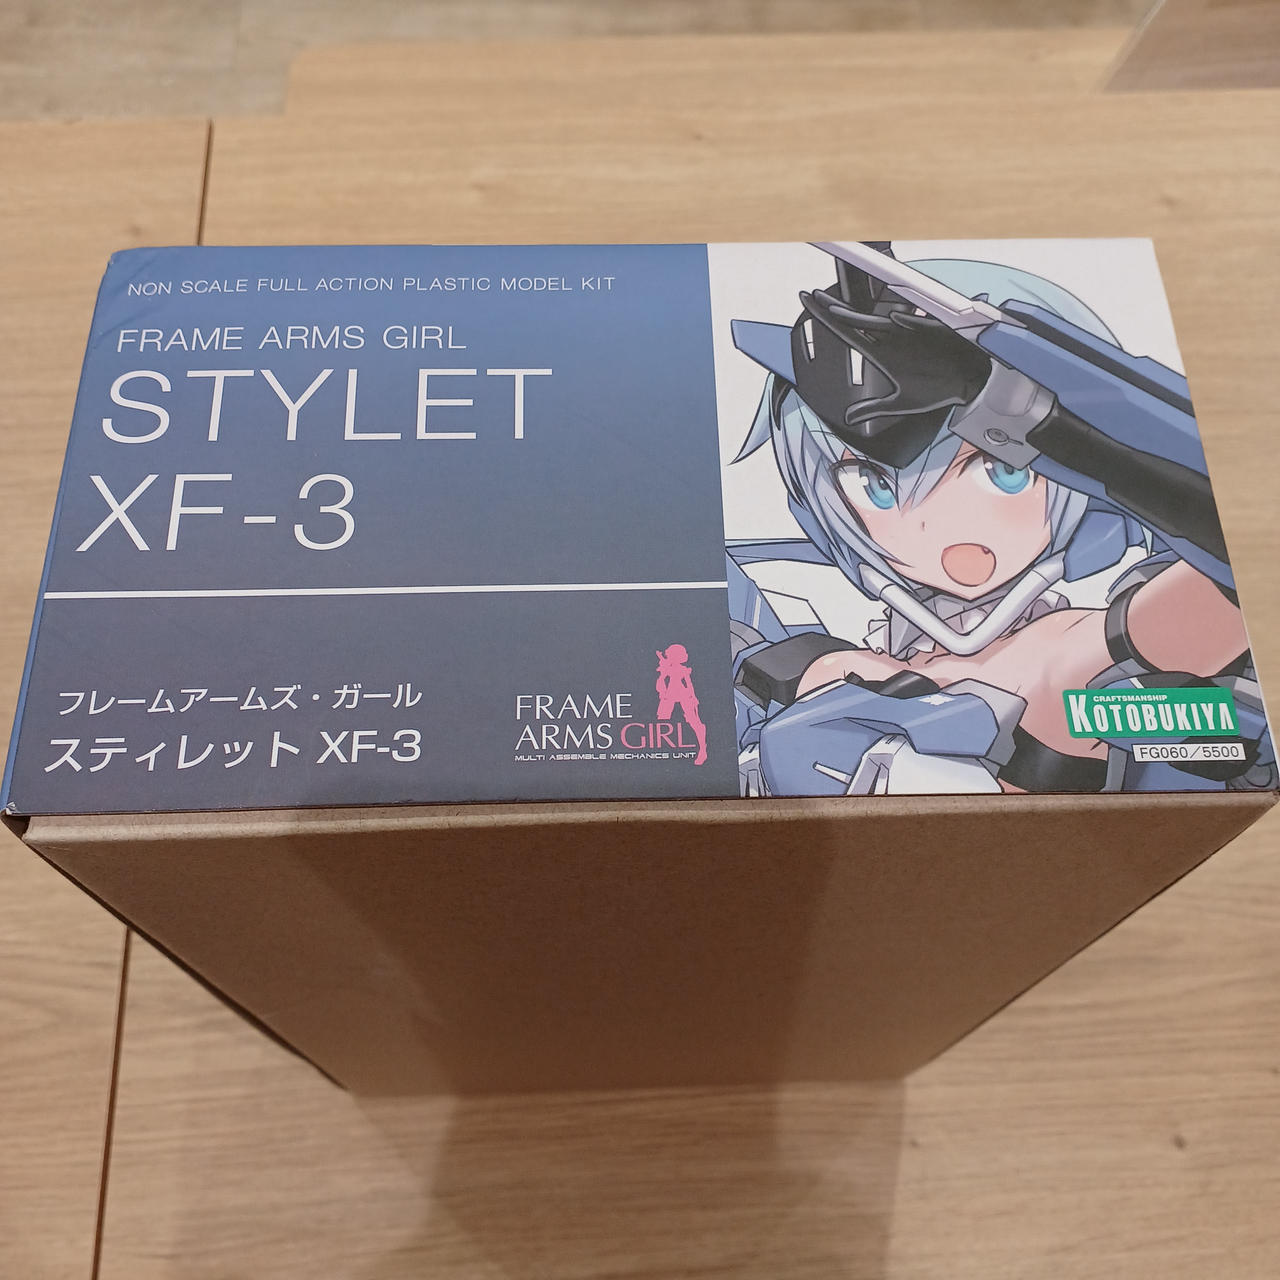 NON SCALE FULL ACTION PLASTIC MODEL KIT
FRAME ARMS GIRL
STYLET
XF-3
フレームアームズ・ガール
スティレット XF-3
FRAME
ARMS GIRL
MULTI ASSEMBLE MECHANICS UNIT
CRAFTSMANSHIP
KOTOBUKIYA
FG060/5500